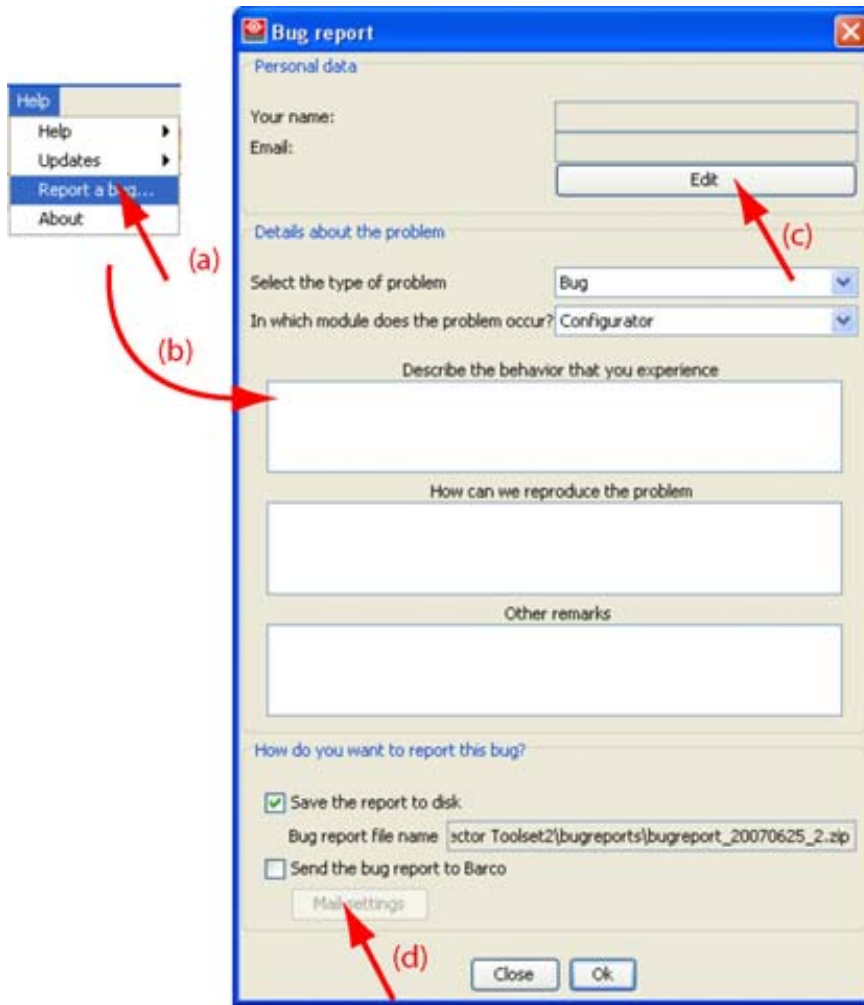 Help
Help
Updates
Report a bug...
About
(a)
(b)
Bug report
Personal data
Your name:
Email:
Edit
(c)
Details about the problem
Select the type of problem Bug
In which module does the problem occur? Configurator
Describe the behavior that you experience
How can we reproduce the problem
Other remarks
How do you want to report this bug?
Save the report to disk
Bug report file name ector Toolset2\bugreports\bugreport_20070625_2.zip
Send the bug report to Barco
Mail settings
(d)
Close Ok